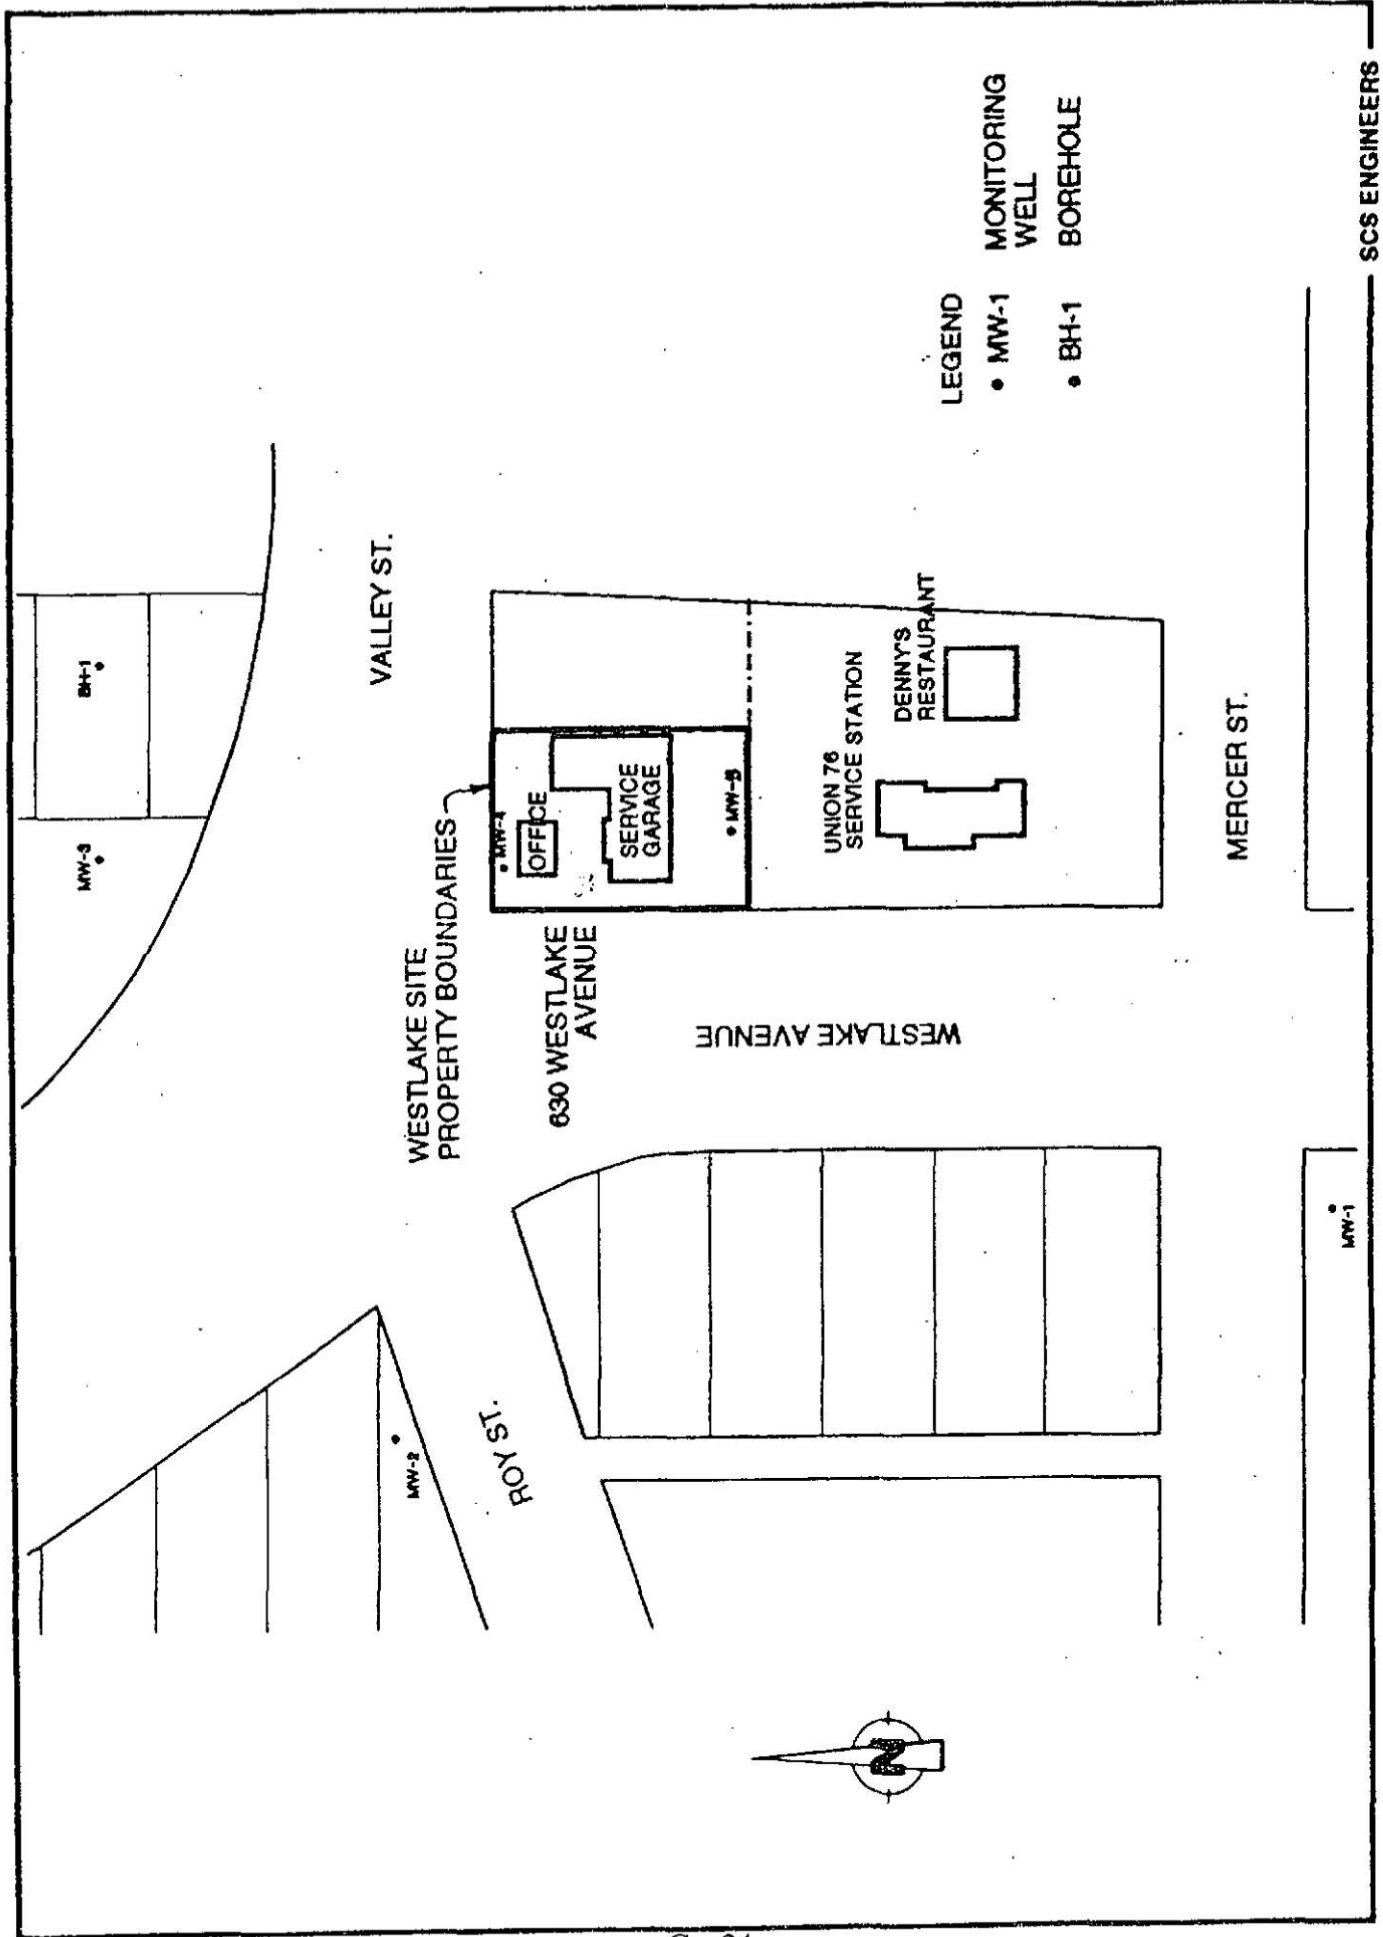 BH-1
MW-3
VALLEY ST.
WESTLAKE SITE
PROPERTY BOUNDARIES
MW-4
OFFICE
SERVICE
GARAGE
MW-5
630 WESTLAKE
AVENUE
WESTLAKE AVENUE
UNION 76
SERVICE STATION
DENNY'S
RESTAURANT
MERCER ST.
MW-2
ROY ST.
MW-1
N
LEGEND
• MW-1 MONITORING
WELL
• BH-1 BOREHOLE
SCS ENGINEERS